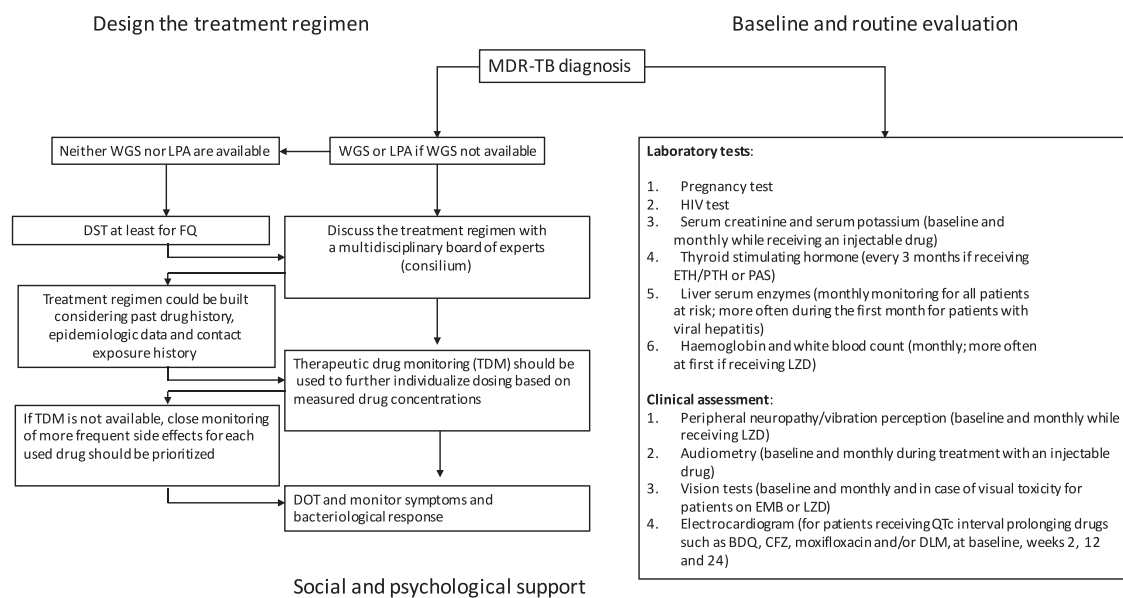 Design the treatment regimen
Baseline and routine evaluation
MDR-TB diagnosis
Neither WGS nor LPA are available
WGS or LPA if WGS not available
DST at least for FQ
Discuss the treatment regimen with
a multidisciplinary board of experts
(consilium)
Treatment regimen could be built
considering past drug history,
epidemiologic data and contact
exposure history
Therapeutic drug monitoring (TDM) should be
used to further individualize dosing based on
measured drug concentrations
If TDM is not available, close monitoring
of more frequent side effects for each
used drug should be prioritized
DOT and monitor symptoms and
bacteriological response
Laboratory tests:
1. Pregnancy test
2. HIV test
3. Serum creatinine and serum potassium (baseline and
monthly while receiving an injectable drug)
4. Thyroid stimulating hormone (every 3 months if receiving
ETH/PTH or PAS)
5. Liver serum enzymes (monthly monitoring for all patients
at risk; more often during the first month for patients with
viral hepatitis)
6. Haemoglobin and white blood count (monthly; more often
at first if receiving LZD)
Clinical assessment:
1. Peripheral neuropathy/vibration perception (baseline and monthly while
receiving LZD)
2. Audiometry (baseline and monthly during treatment with an injectable
drug)
3. Vision tests (baseline and monthly and in case of visual toxicity for
patients on EMB or LZD)
4. Electrocardiogram (for patients receiving QTc interval prolonging drugs
such as BDQ, CFZ, moxifloxacin and/or DLM, at baseline, weeks 2, 12
and 24)
Social and psychological support